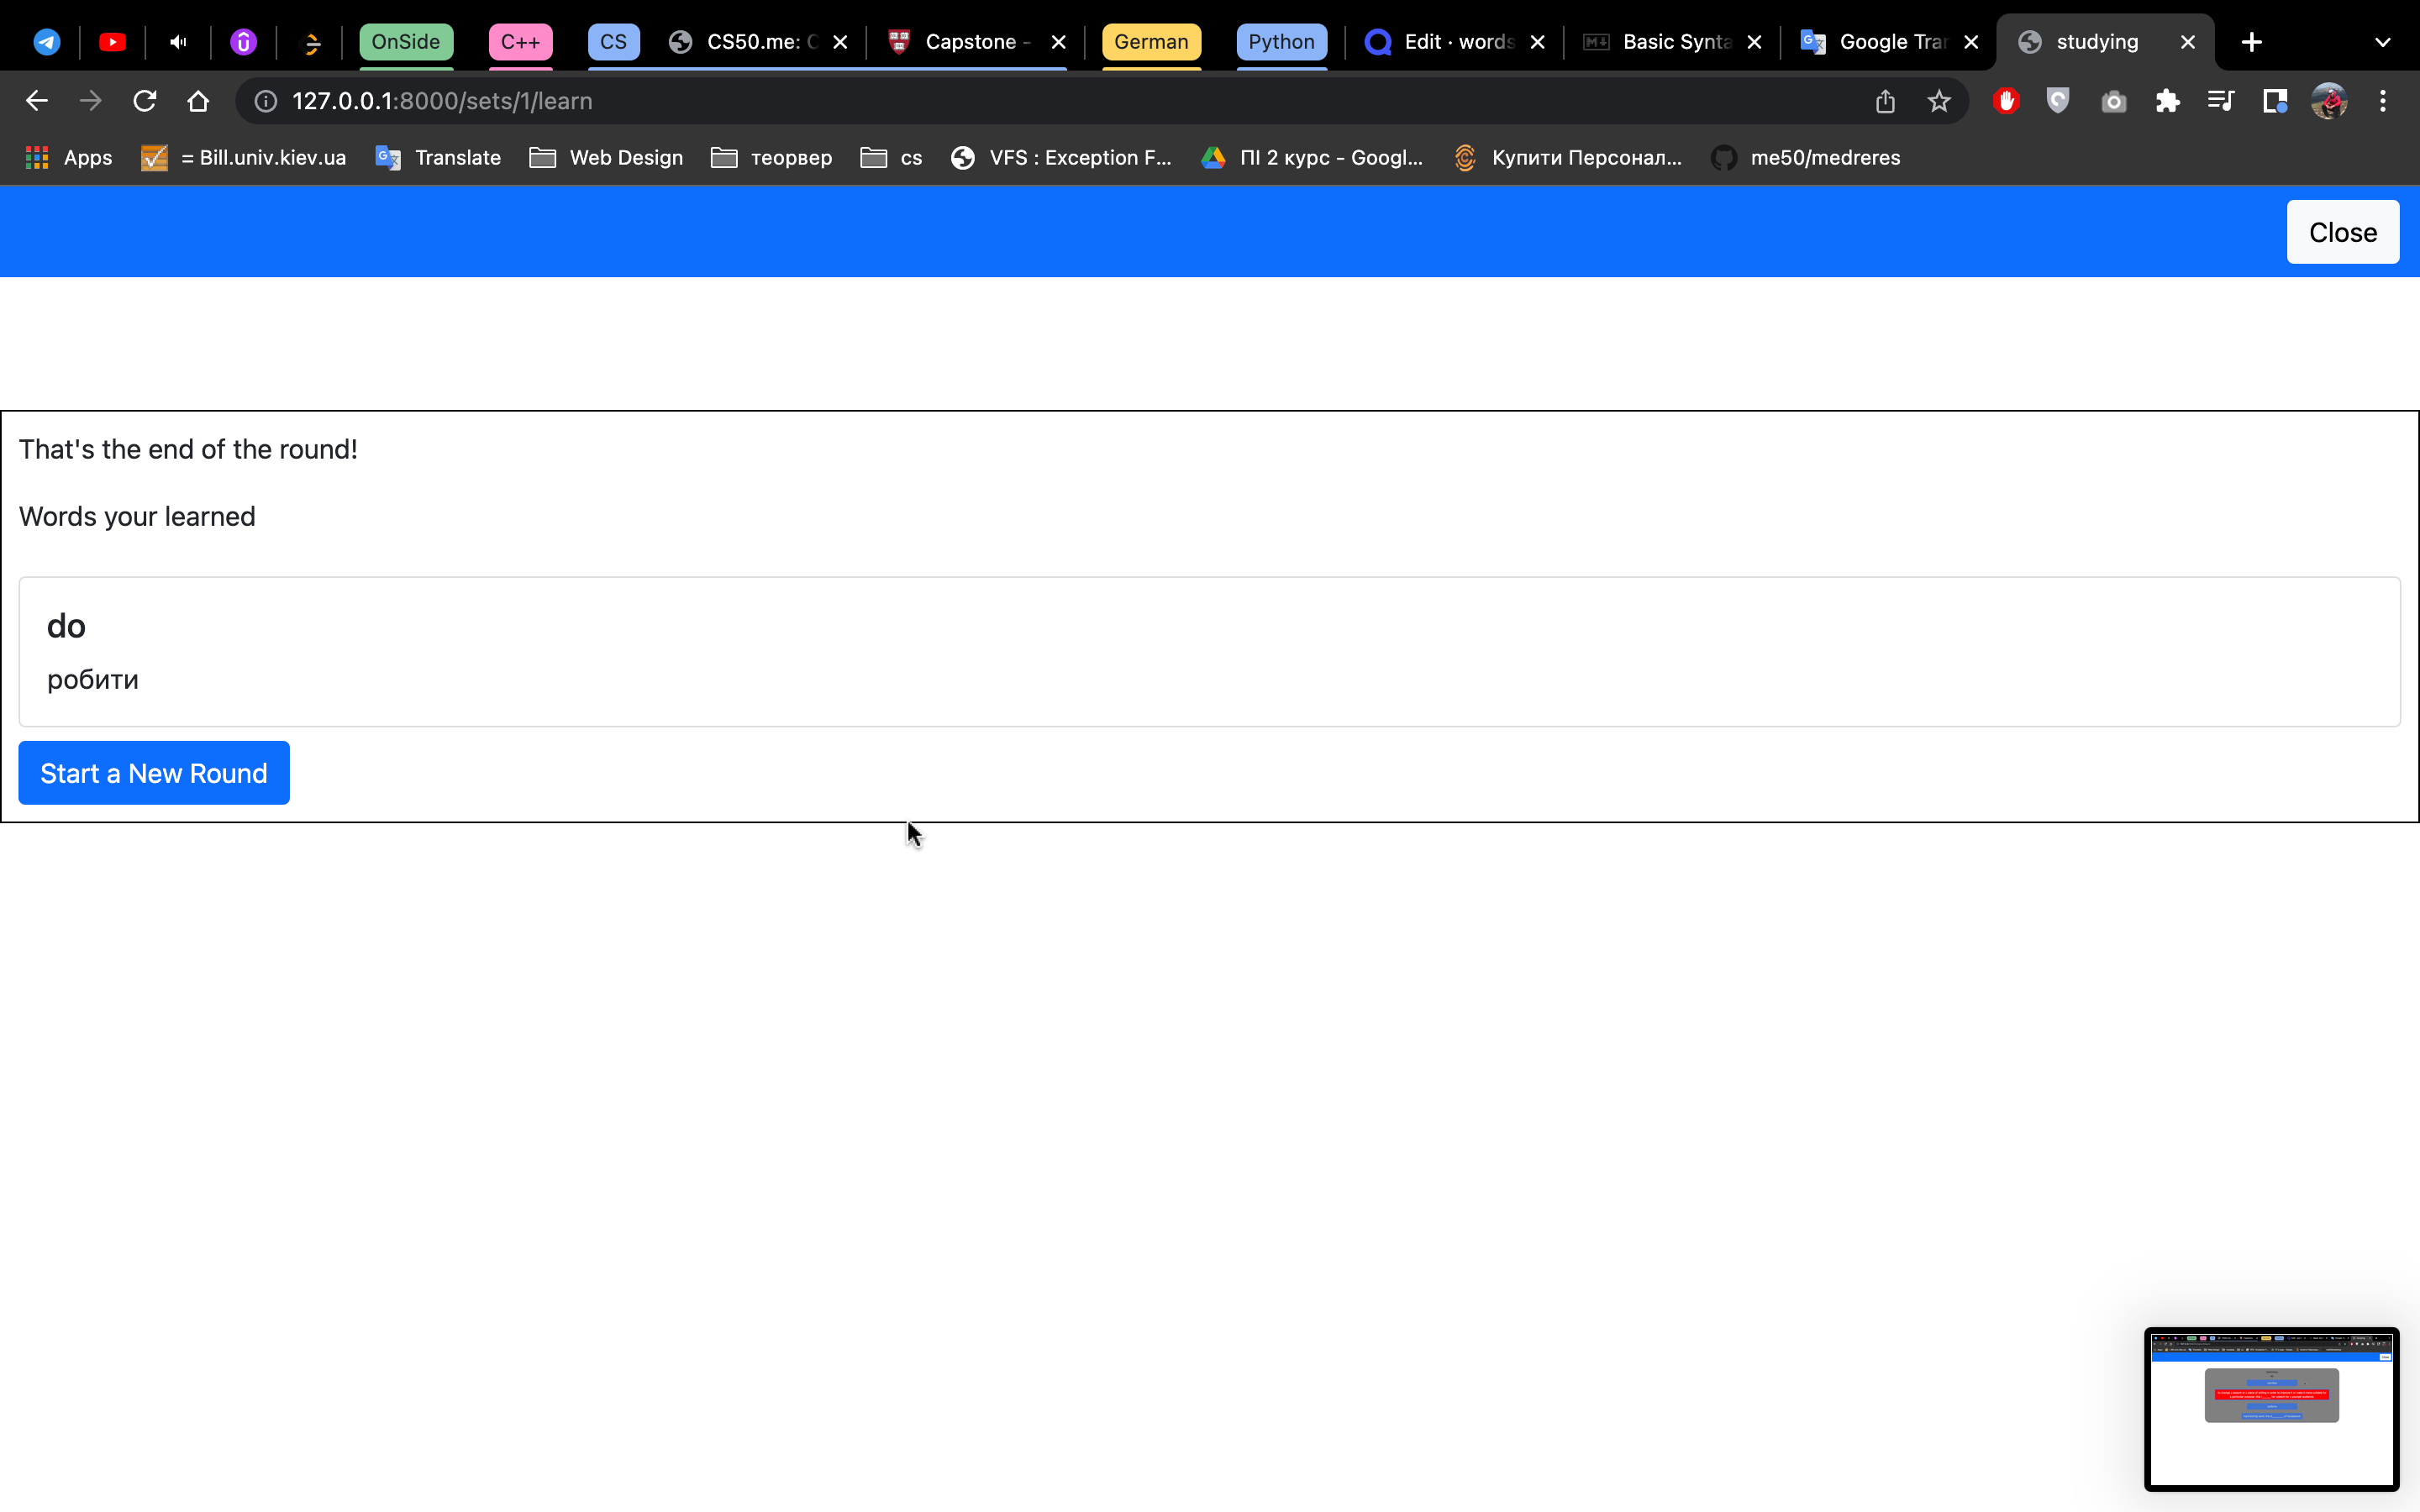 OnSide C++ CS CS50.me: Capstone - German Python Edit · words Basic Synta Google Tra studying
127.0.0.1:8000/sets/1/learn
Apps = Bill.univ.kiev.ua Translate Web Design теорвер cs VFS : Exception F... ПІ 2 курс - Googl... Купити Персонал... me50/medreres
Close
That's the end of the round!
Words your learned
do
робити
Start a New Round